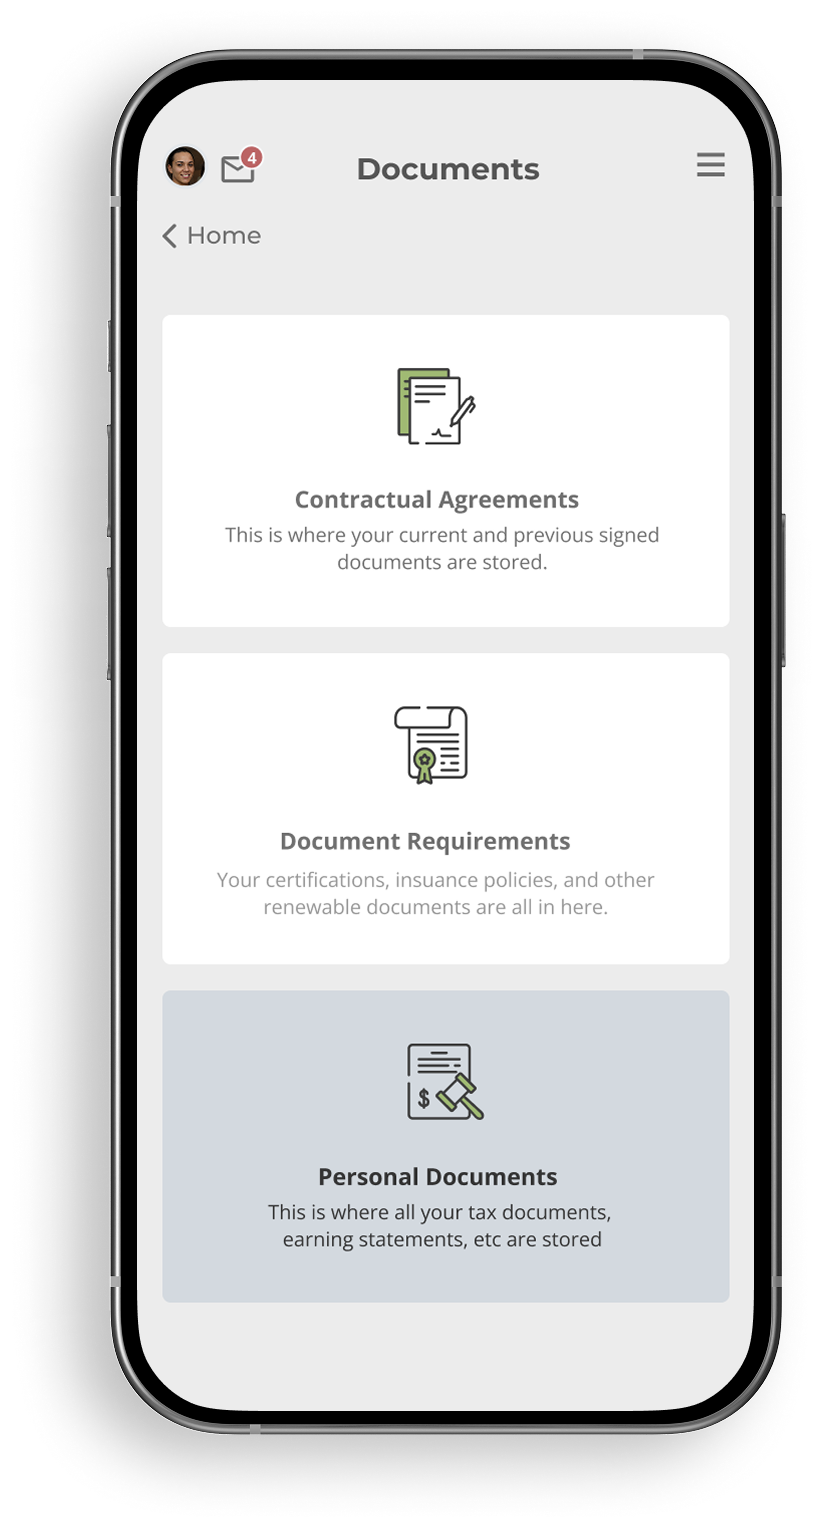 4
Documents
Home
Contractual Agreements
This is where your current and previous signed
documents are stored.
Document Requirements
Your certifications, insuance policies, and other
renewable documents are all in here.
$
Personal Documents
This is where all your tax documents,
earning statements, etc are stored